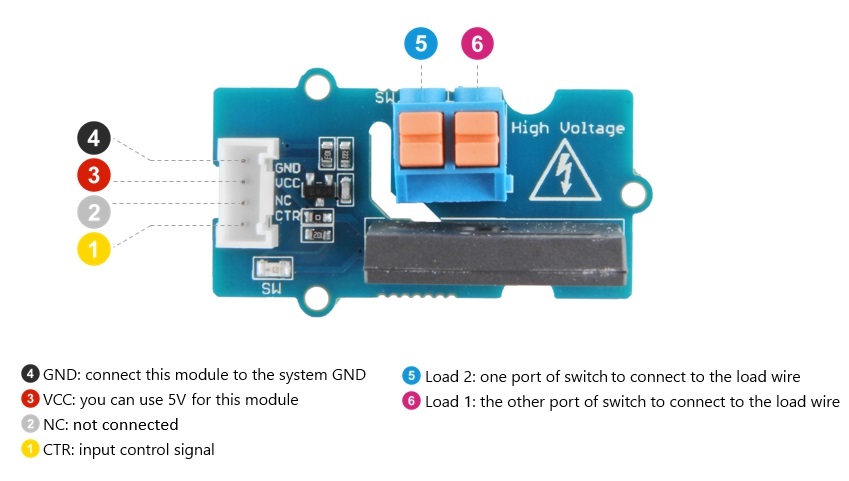 5 6
SW
High Voltage
4
3
2
1
GND
VCC
NC
CTR
SW
4 GND: connect this module to the system GND
3 VCC: you can use 5V for this module
2 NC: not connected
1 CTR: input control signal
5 Load 2: one port of switch to connect to the load wire
6 Load 1: the other port of switch to connect to the load wire